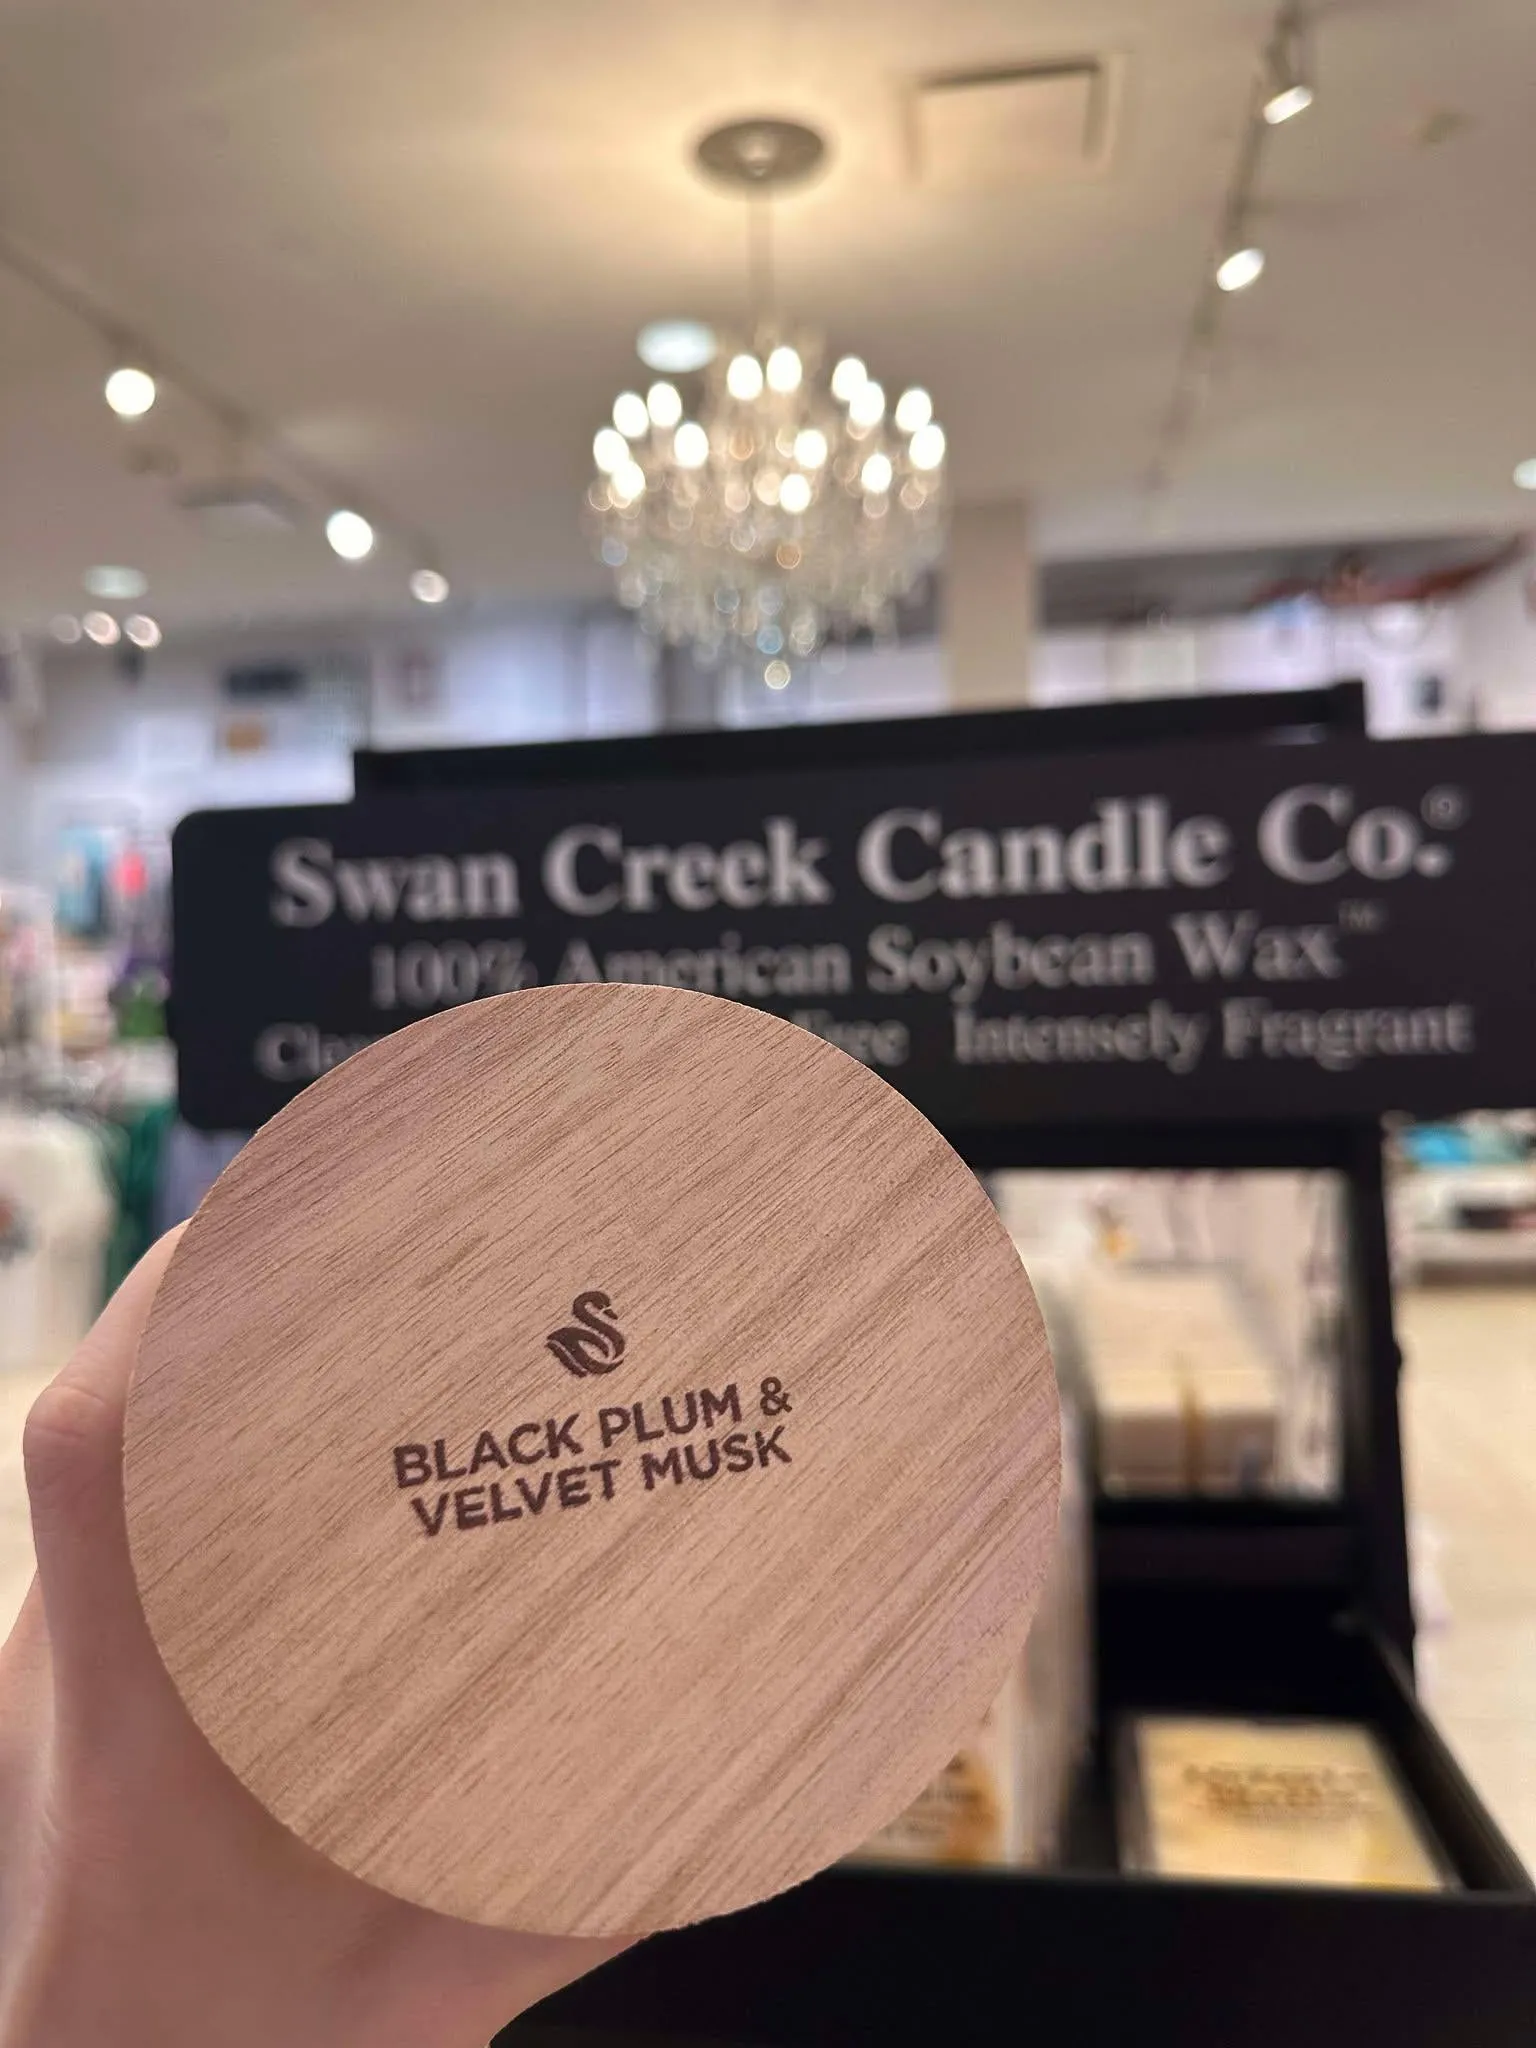 Swan Creek Candle Co.®
100% American Soybean Wax™
Intensely Fragrant
BLACK PLUM &
VELVET MUSK